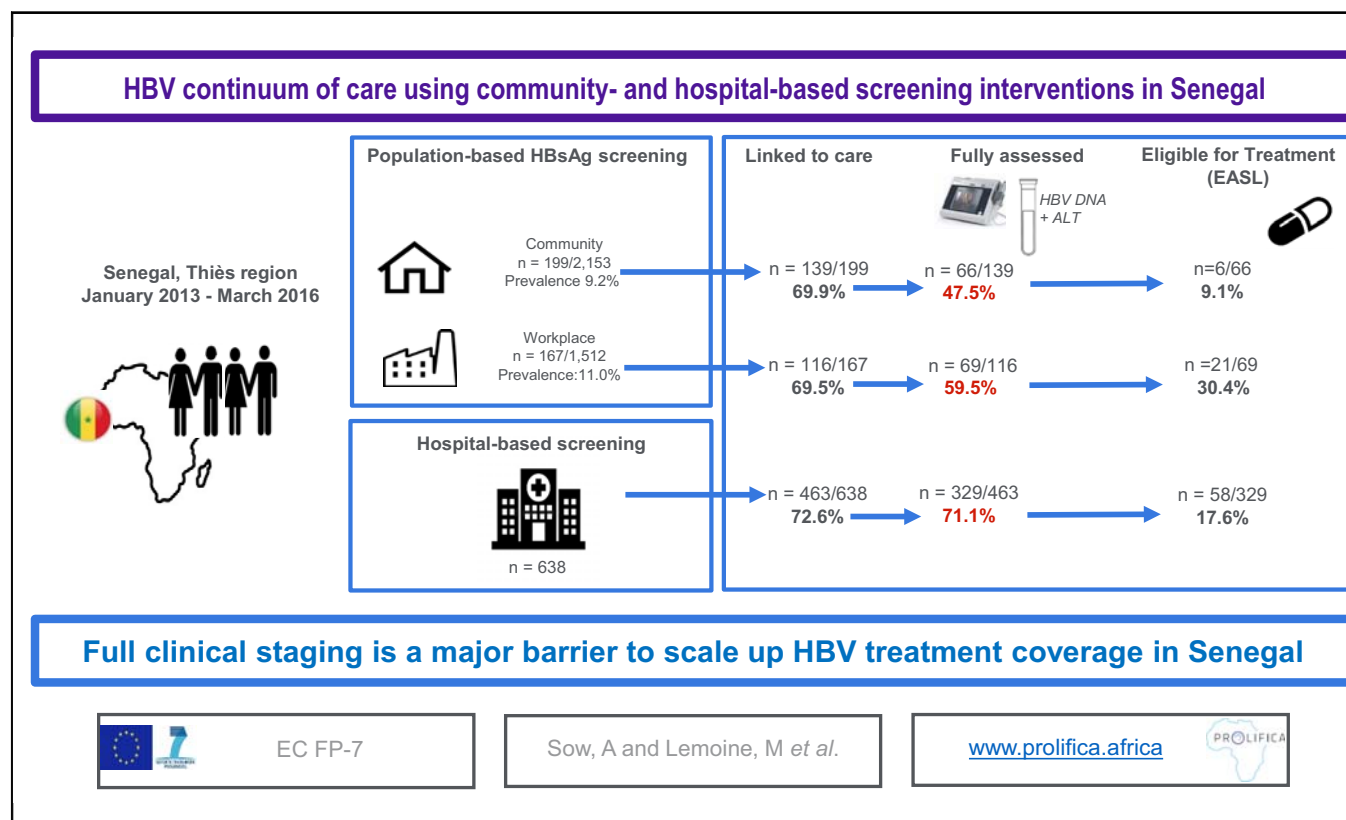 HBV continuum of care using community- and hospital-based screening interventions in Senegal
Senegal, Thiès region
January 2013 - March 2016
Population-based HBsAg screening
Community
n = 199/2,153
Prevalence 9.2%
Workplace
n = 167/1,512
Prevalence:11.0%
Hospital-based screening
n = 638
Linked to care
Fully assessed
Eligible for Treatment
(EASL)
HBV DNA
+ ALT
n = 139/199
69.9%
n = 66/139
47.5%
n=6/66
9.1%
n = 116/167
69.5%
n = 69/116
59.5%
n =21/69
30.4%
n = 463/638
72.6%
n = 329/463
71.1%
n = 58/329
17.6%
Full clinical staging is a major barrier to scale up HBV treatment coverage in Senegal
EC FP-7
Sow, A and Lemoine, M et al.
www.prolifica.africa
PROLIFICA